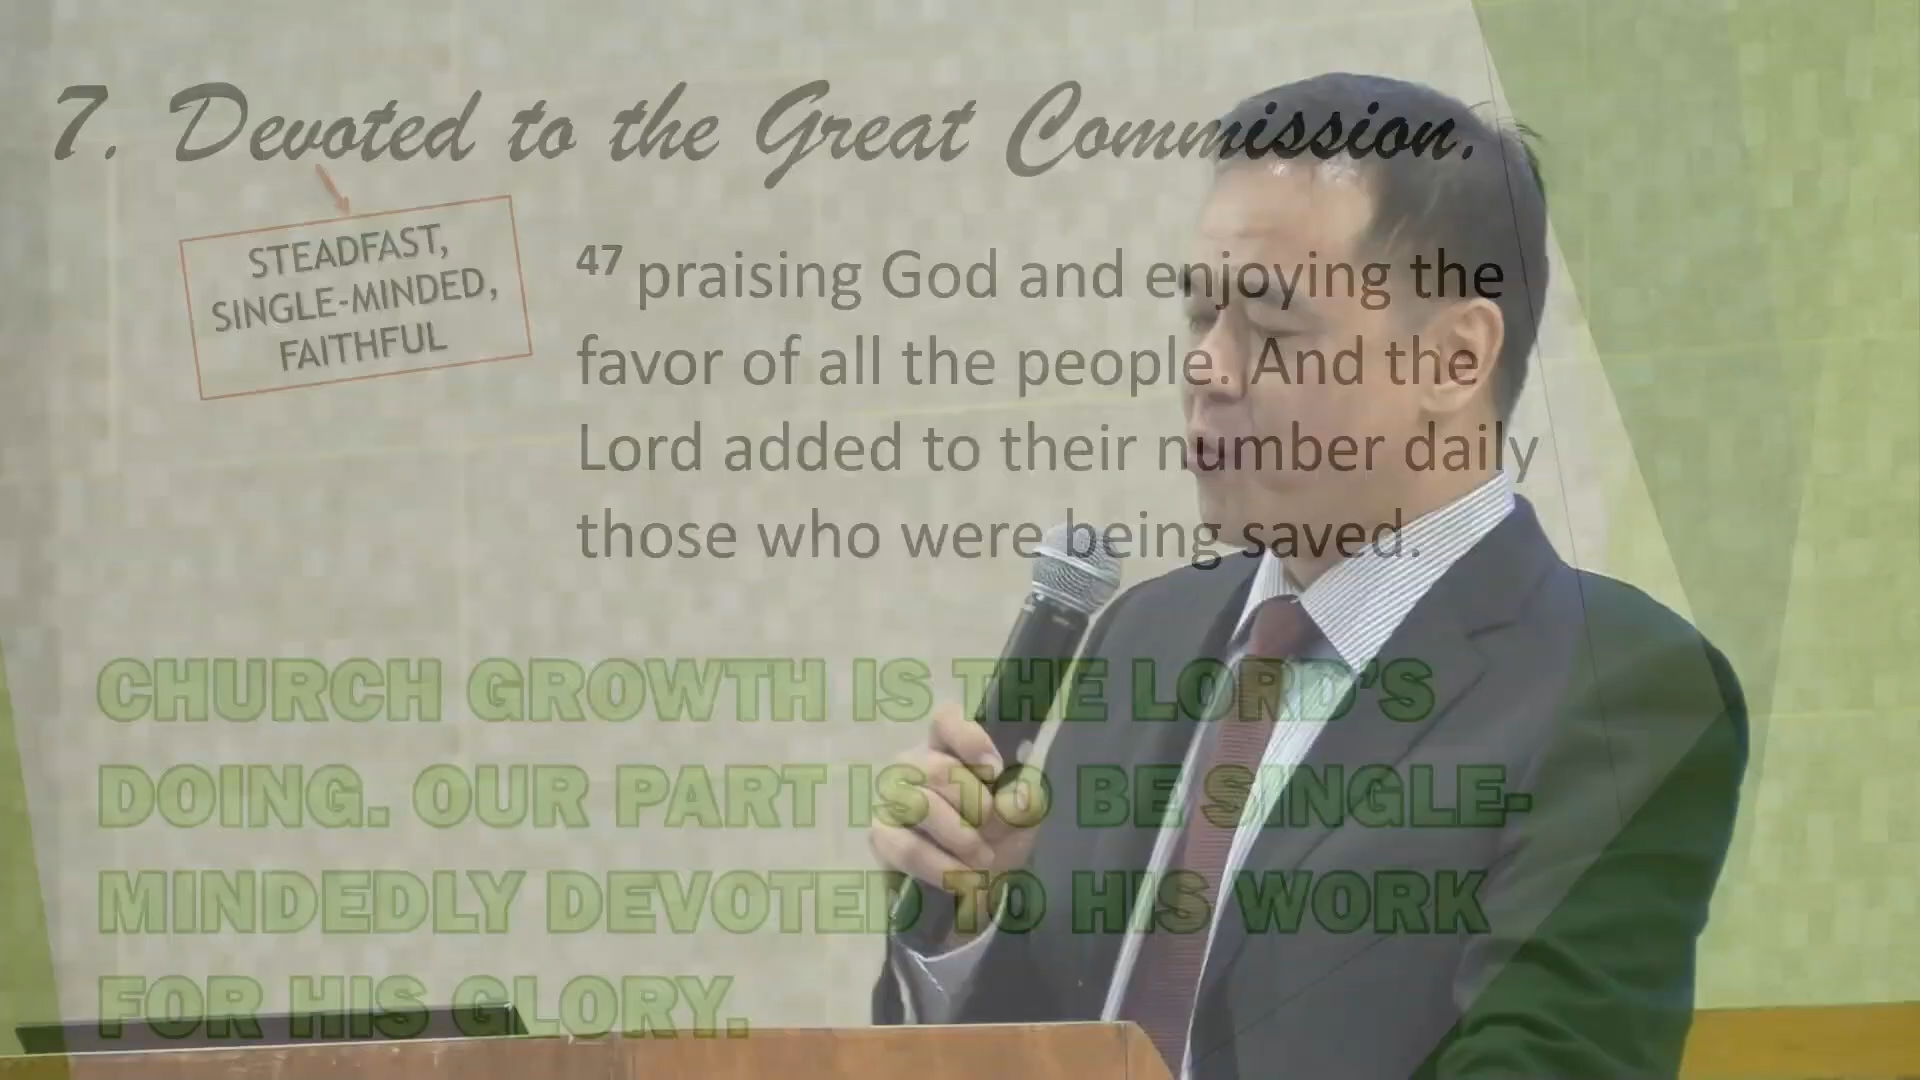 7. Devoted to the Great Commission.
STEADFAST,
SINGLE-MINDED,
FAITHFUL
47 praising God and enjoying the
favor of all the people. And the
Lord added to their number daily
those who were being saved.
CHURCH GROWTH IS THE LORD'S
DOING. OUR PART IS TO BE SINGLE-
MINDEDLY DEVOTED TO HIS WORK
FOR HIS GLORY.